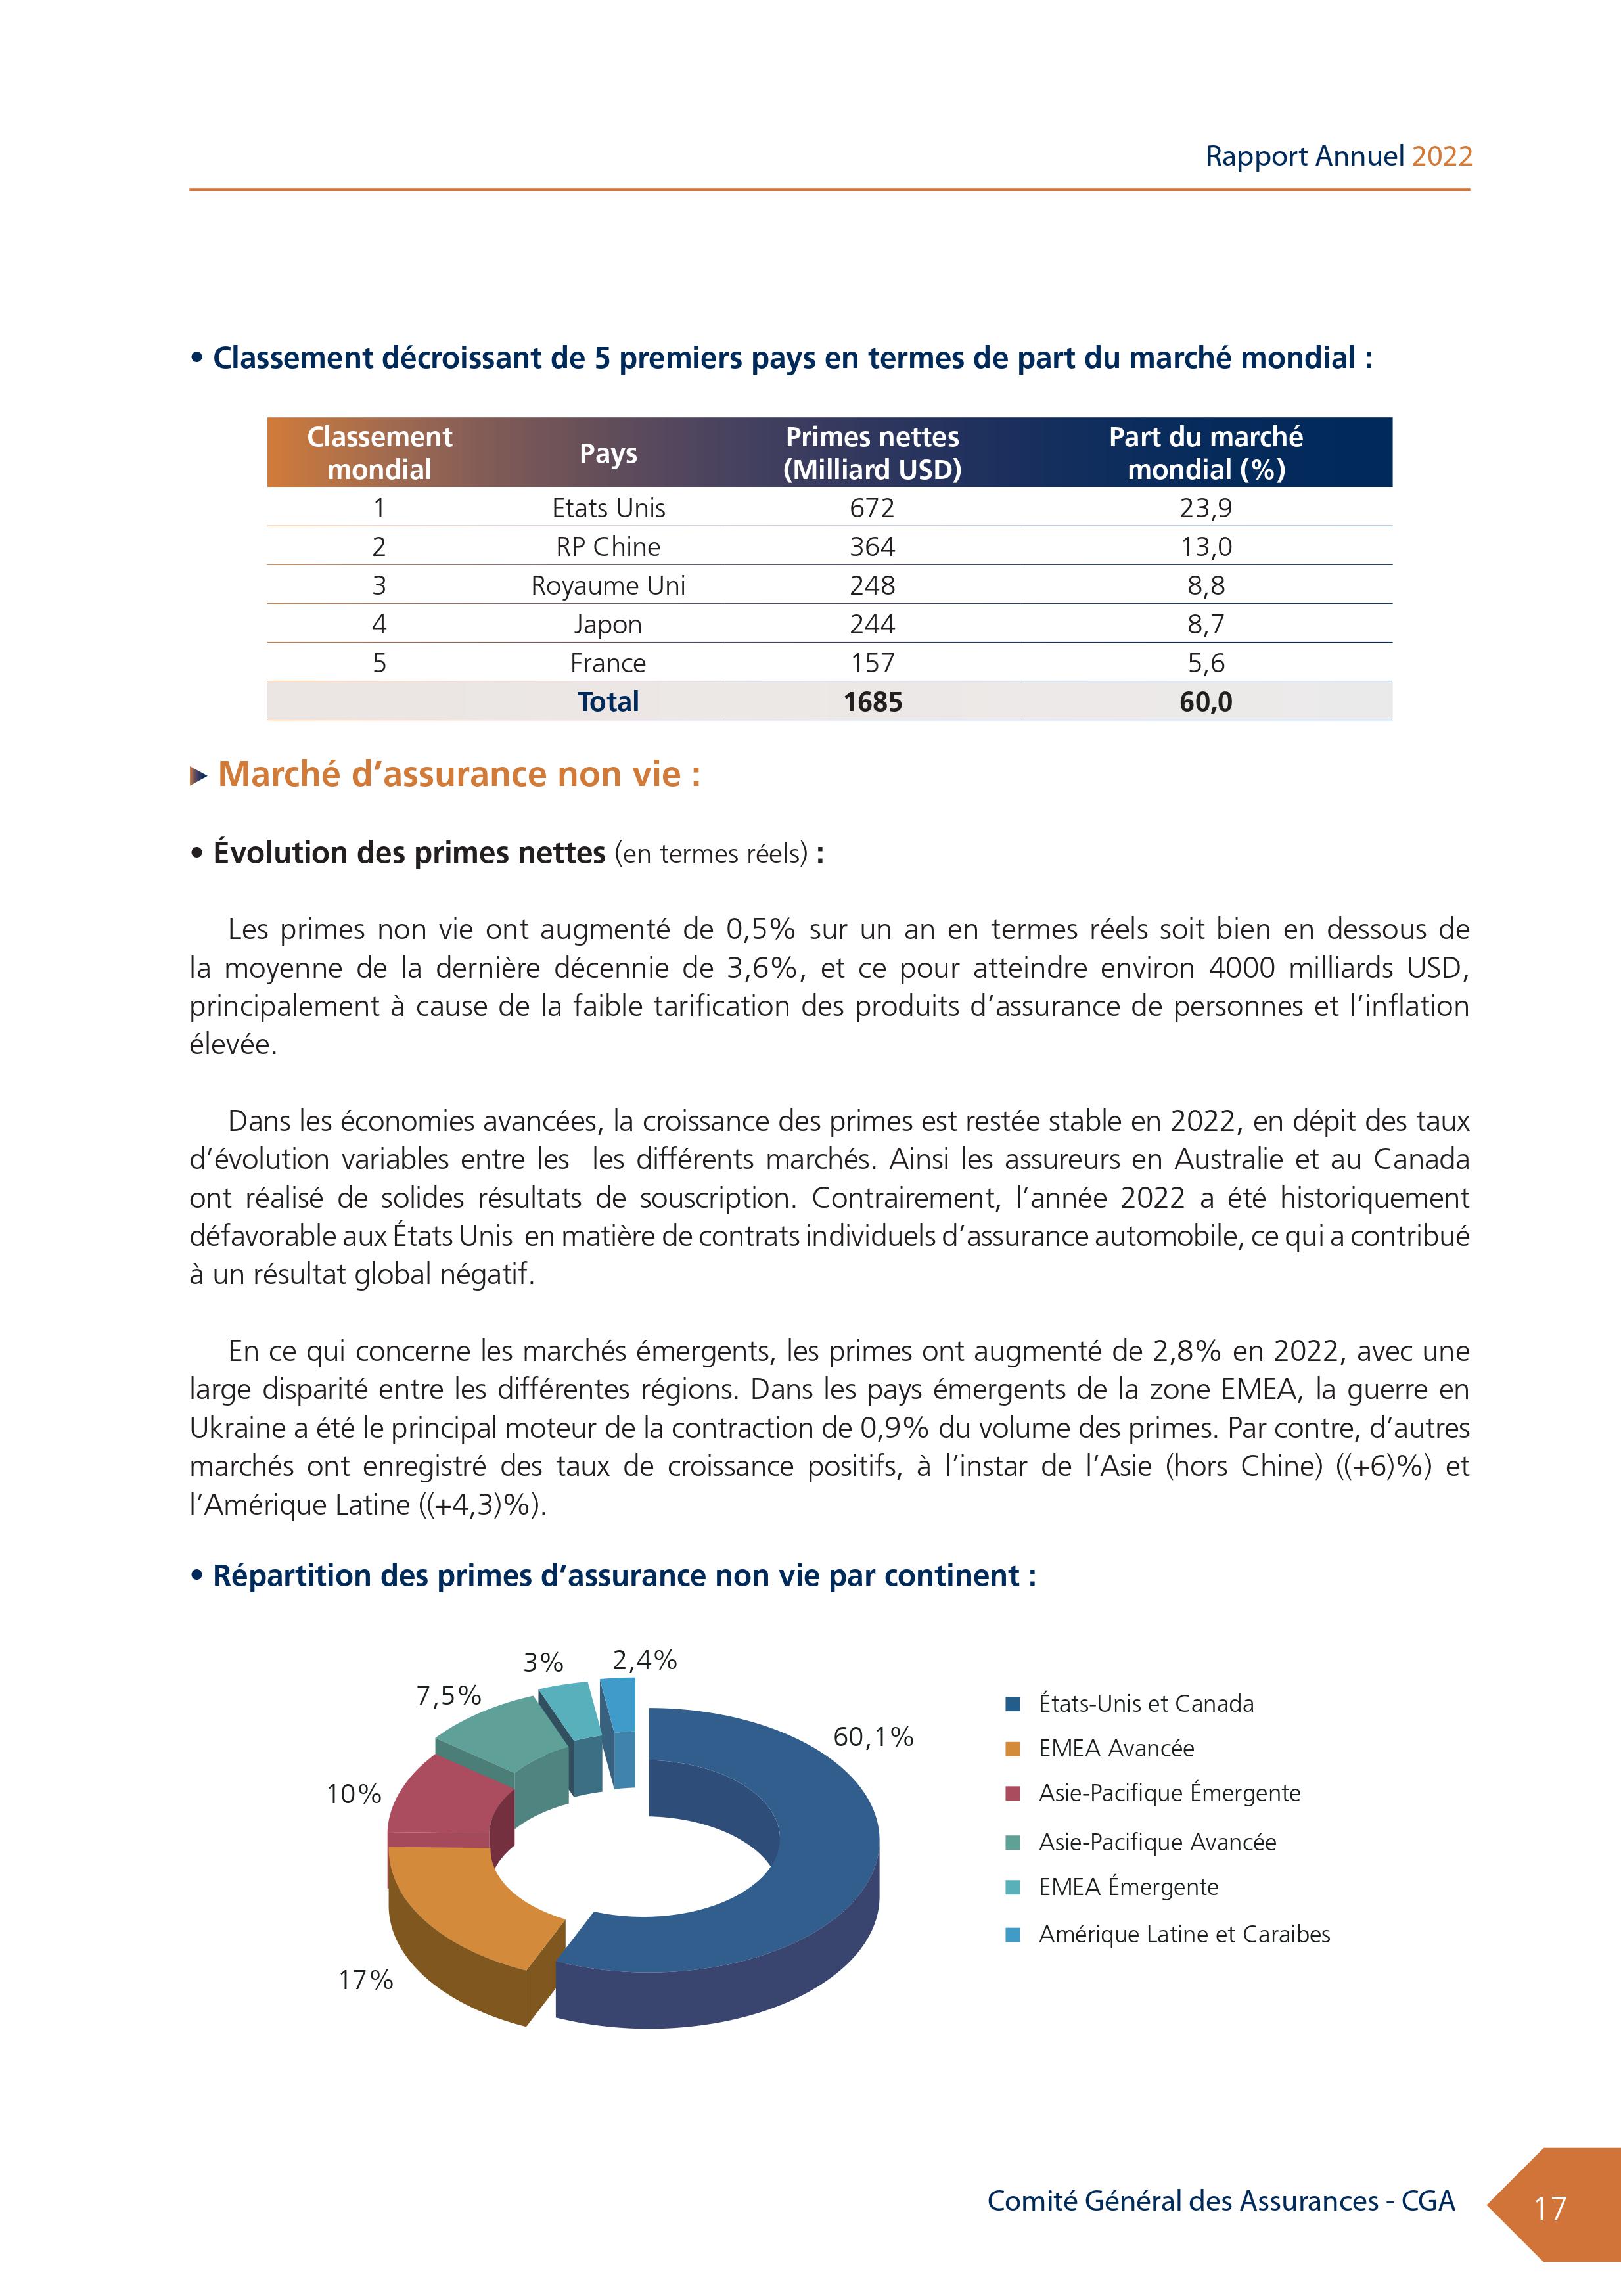 Rapport Annuel 2022
• Classement décroissant de 5 premiers pays en termes de part du marché mondial :
Classement mondial Pays Primes nettes (Milliard USD) Part du marché mondial (%)
1 Etats Unis 672 23,9
2 RP Chine 364 13,0
3 Royaume Uni 248 8,8
4 Japon 244 8,7
5 France 157 5,6
Total 1685 60,0
Marché d’assurance non vie :
• Évolution des primes nettes (en termes réels) :
Les primes non vie ont augmenté de 0,5% sur un an en termes réels soit bien en dessous de
la moyenne de la dernière décennie de 3,6%, et ce pour atteindre environ 4000 milliards USD,
principalement à cause de la faible tarification des produits d’assurance de personnes et l’inflation
élevée.
Dans les économies avancées, la croissance des primes est restée stable en 2022, en dépit des taux
d’évolution variables entre les les différents marchés. Ainsi les assureurs en Australie et au Canada
ont réalisé de solides résultats de souscription. Contrairement, l’année 2022 a été historiquement
défavorable aux États Unis en matière de contrats individuels d’assurance automobile, ce qui a contribué
à un résultat global négatif.
En ce qui concerne les marchés émergents, les primes ont augmenté de 2,8% en 2022, avec une
large disparité entre les différentes régions. Dans les pays émergents de la zone EMEA, la guerre en
Ukraine a été le principal moteur de la contraction de 0,9% du volume des primes. Par contre, d’autres
marchés ont enregistré des taux de croissance positifs, à l’instar de l’Asie (hors Chine) ((+6)%) et
l’Amérique Latine ((+4,3)%).
• Répartition des primes d’assurance non vie par continent :
3%
2,4%
7,5%
60,1%
10%
17%
États-Unis et Canada
EMEA Avancée
Asie-Pacifique Émergente
Asie-Pacifique Avancée
EMEA Émergente
Amérique Latine et Caraibes
Comité Général des Assurances - CGA
17